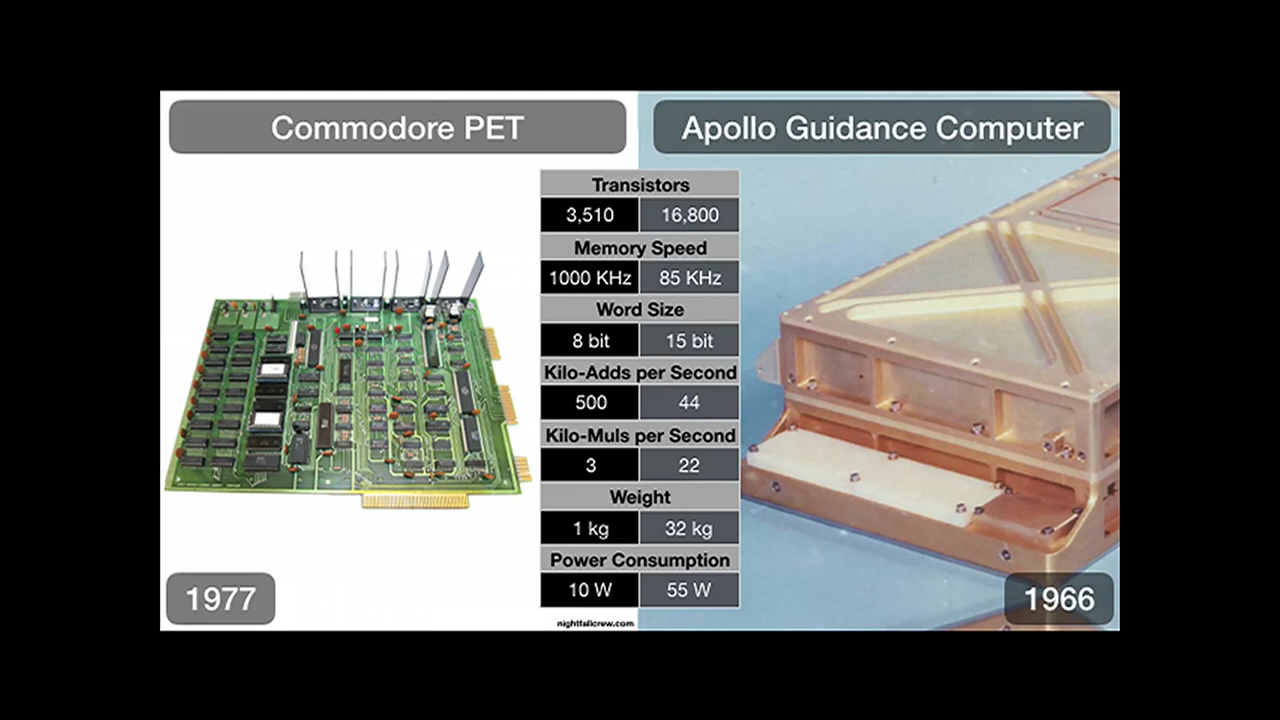 Commodore PET
Apollo Guidance Computer
Transistors
3,510 16,800
Memory Speed
1000 KHz 85 KHz
Word Size
8 bit 15 bit
Kilo-Adds per Second
500 44
Kilo-Muls per Second
3 22
Weight
1 kg 32 kg
Power Consumption
10 W 55 W
1977
1966
nightfallcrew.com